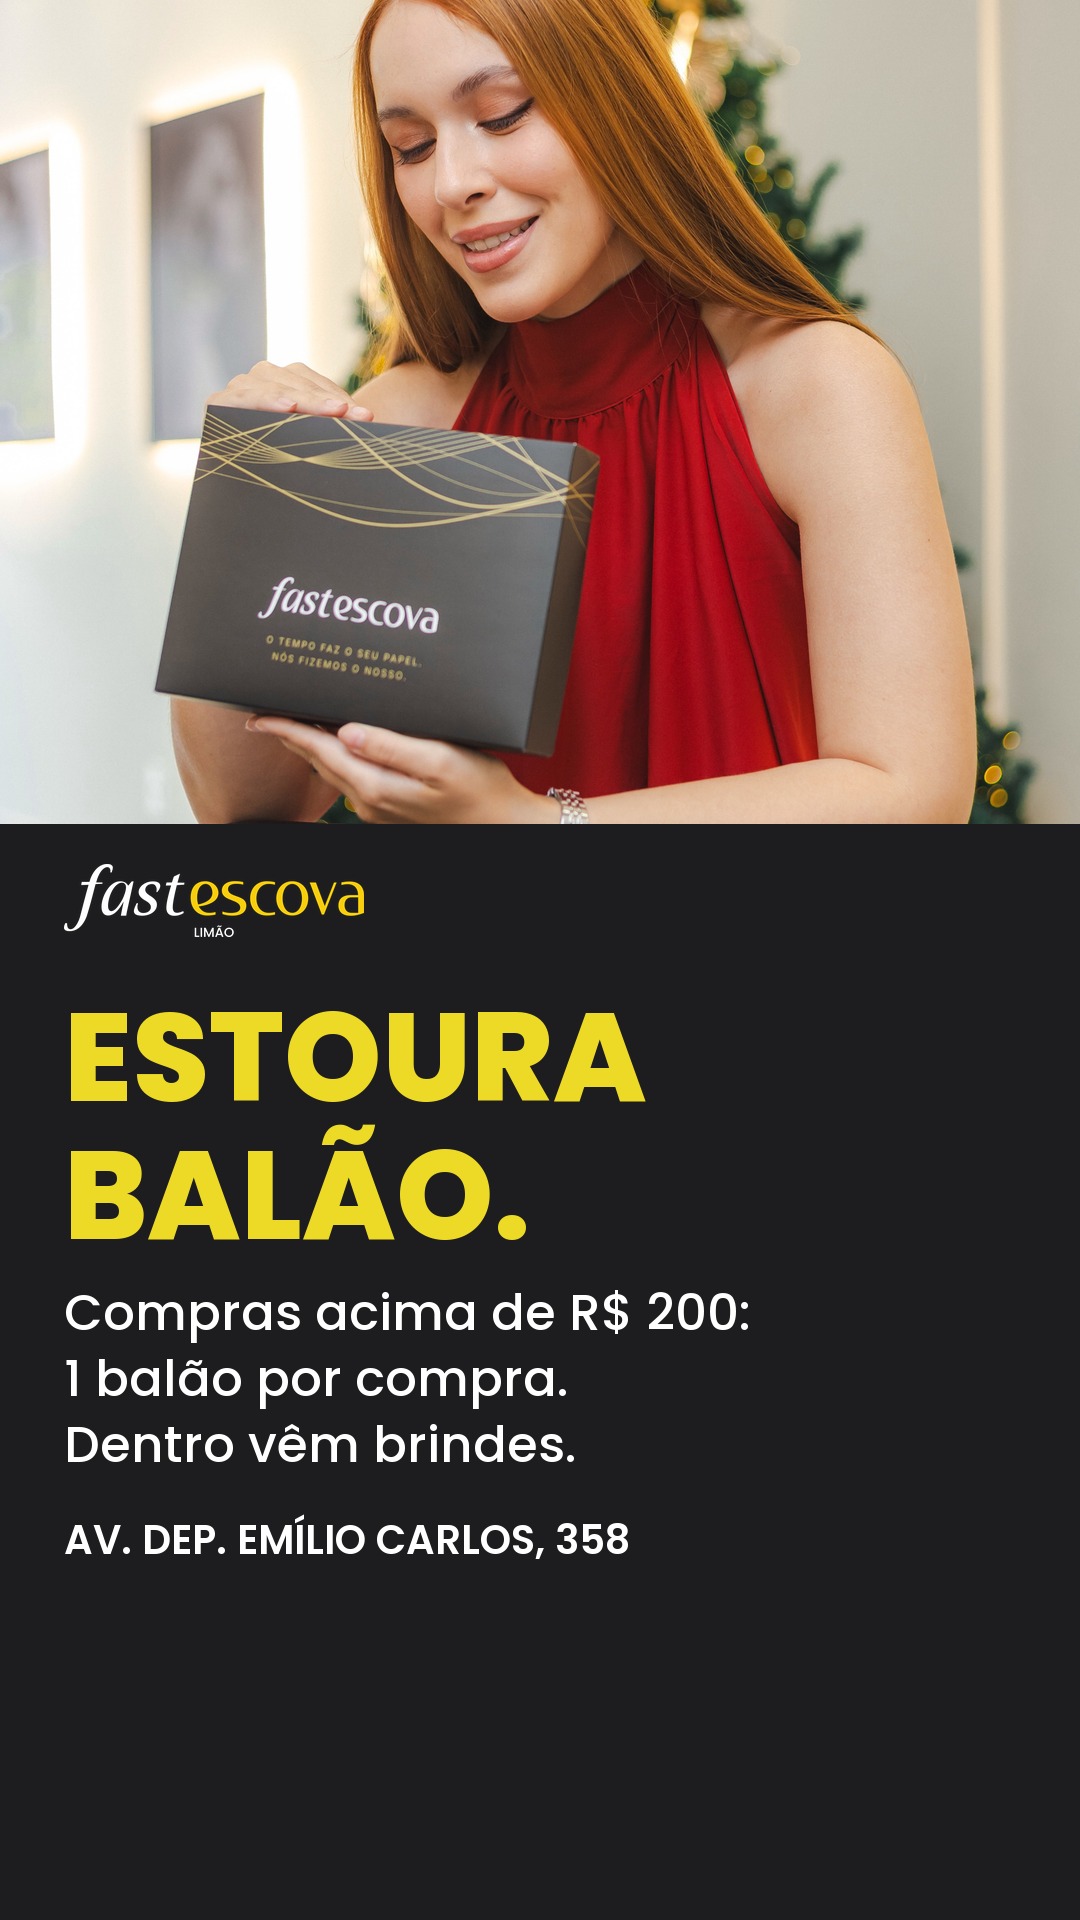 fastescova
O TEMPO FAZ O SEU PAPEL.
NÓS FIZEMOS O NOSSO.
fastescova
LIMÃO
ESTOURA
BALÃO.
Compras acima de R$ 200:
1 balão por compra.
Dentro vêm brindes.
AV. DEP. EMÍLIO CARLOS, 358